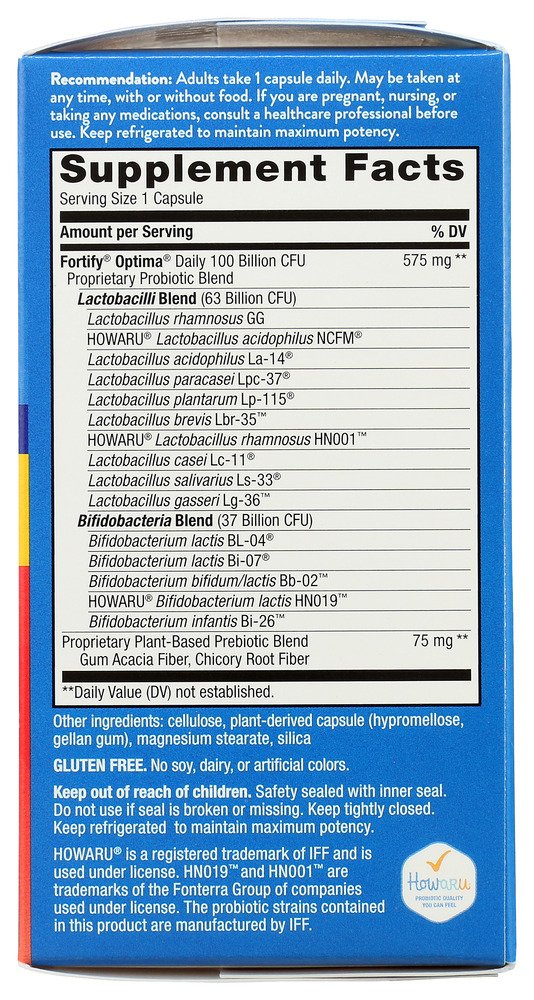 Recommendation: Adults take 1 capsule daily. May be taken at
any time, with or without food. If you are pregnant, nursing, or
taking any medications, consult a healthcare professional before
use. Keep refrigerated to maintain maximum potency.
Supplement Facts
Serving Size 1 Capsule
Amount per Serving % DV
Fortify® Optima® Daily 100 Billion CFU 575 mg **
Proprietary Probiotic Blend
Lactobacilli Blend (63 Billion CFU)
Lactobacillus rhamnosus GG
HOWARU® Lactobacillus acidophilus NCFM®
Lactobacillus acidophilus La-14®
Lactobacillus paracasei Lpc-37®
Lactobacillus plantarum Lp-115®
Lactobacillus brevis Lbr-35™
HOWARU® Lactobacillus rhamnosus HN001™
Lactobacillus casei Lc-11®
Lactobacillus salivarius Ls-33®
Lactobacillus gasseri Lg-36™
Bifidobacteria Blend (37 Billion CFU)
Bifidobacterium lactis BL-04®
Bifidobacterium lactis Bi-07®
Bifidobacterium bifidum/lactis Bb-02™
HOWARU® Bifidobacterium lactis HN019™
Bifidobacterium infantis Bi-26™
Proprietary Plant-Based Prebiotic Blend 75 mg **
Gum Acacia Fiber, Chicory Root Fiber
**Daily Value (DV) not established.
Other ingredients: cellulose, plant-derived capsule (hypromellose,
gellan gum), magnesium stearate, silica
GLUTEN FREE. No soy, dairy, or artificial colors.
Keep out of reach of children. Safety sealed with inner seal.
Do not use if seal is broken or missing. Keep tightly closed.
Keep refrigerated to maintain maximum potency.
HOWARU® is a registered trademark of IFF and is
used under license. HN019™ and HN001™ are
trademarks of the Fonterra Group of companies
used under license. The probiotic strains contained
in this product are manufactured by IFF.
HOWARU
PROBIOTIC QUALITY
YOU CAN FEEL